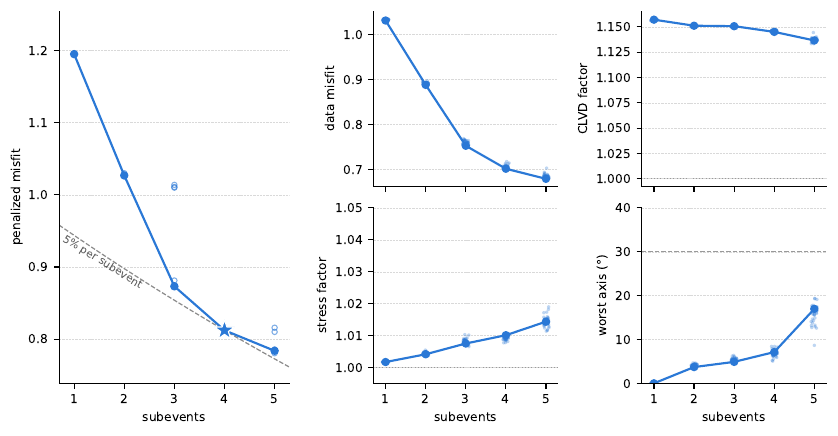 penalized misfit
1.2
1.1
1.0
0.9
0.8
5% per subevent
1 2 3 4 5
subevents
data misfit
1.0
0.9
0.8
0.7
CLVD factor
1.150
1.125
1.100
1.075
1.050
1.025
1.000
stress factor
1.05
1.04
1.03
1.02
1.01
1.00
1 2 3 4 5
subevents
worst axis (°)
40
30
20
10
0
1 2 3 4 5
subevents